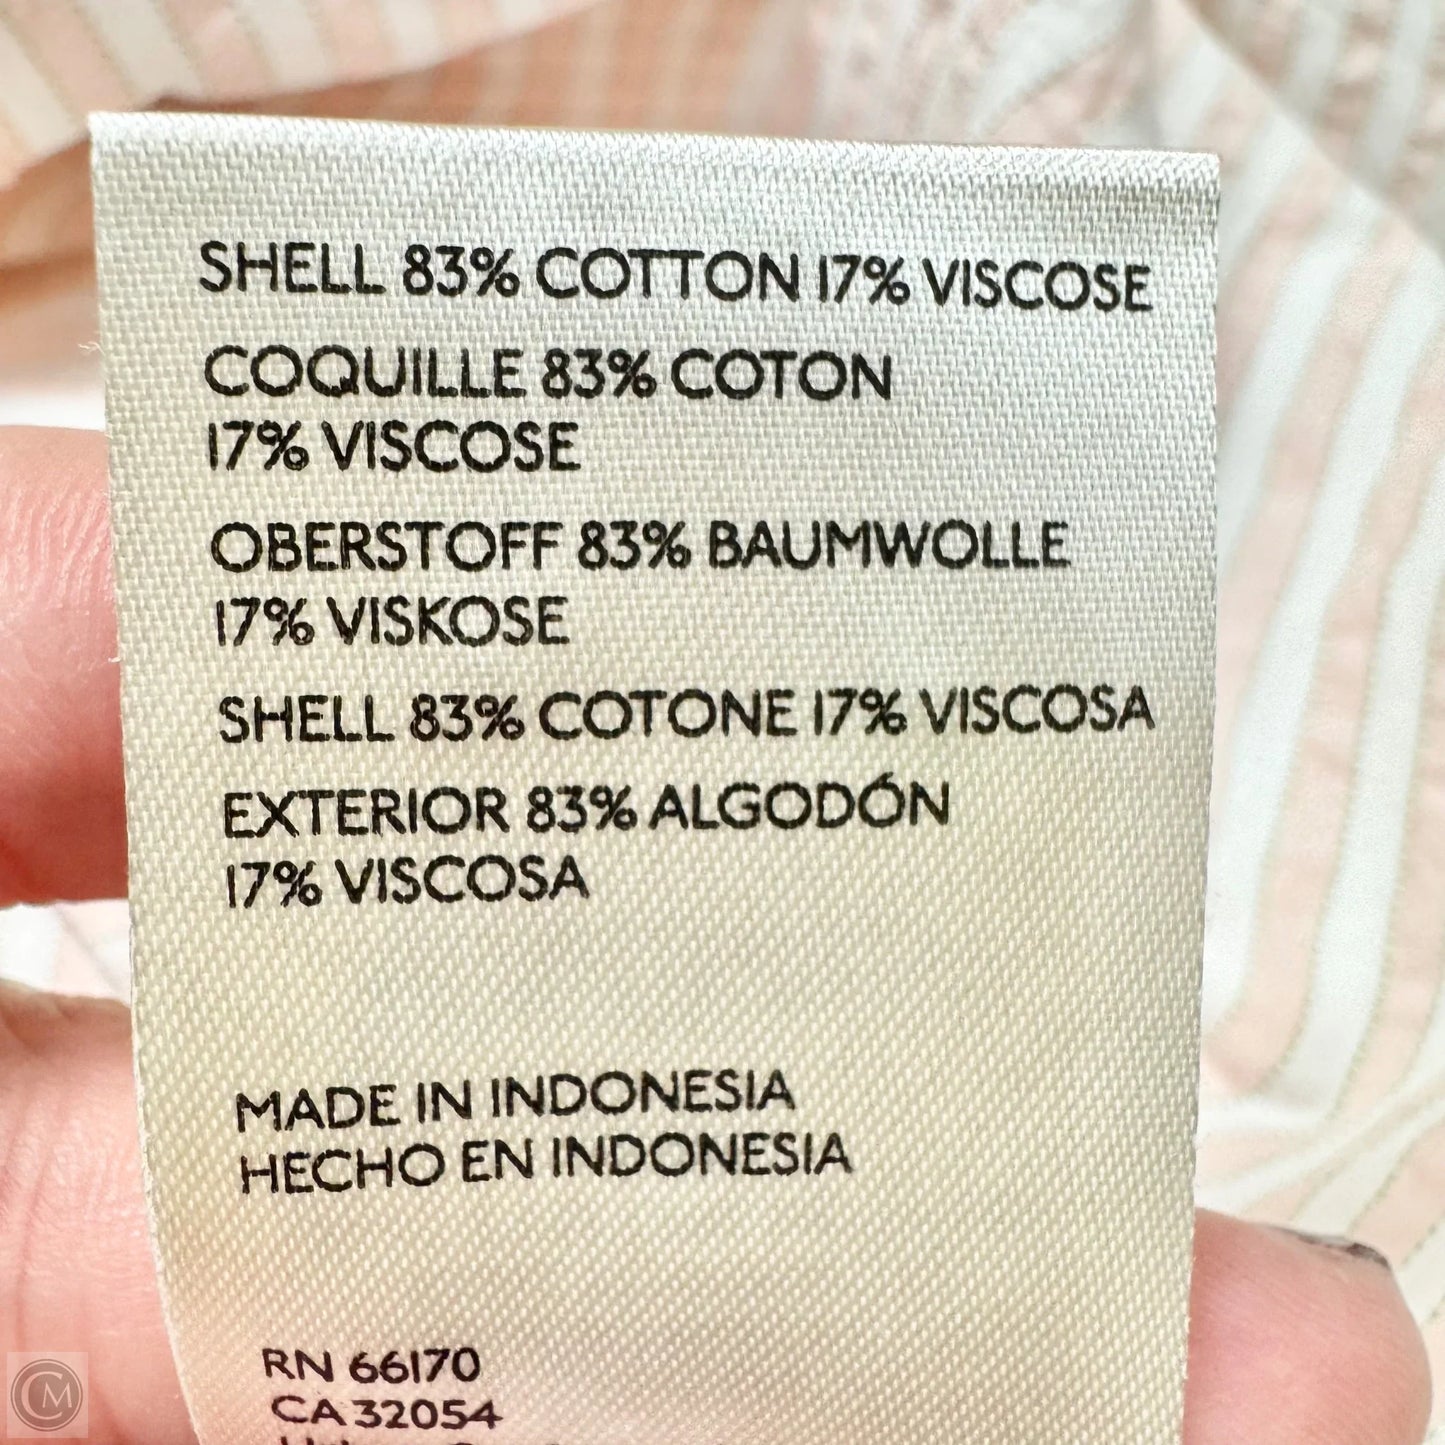 SHELL 83% COTTON 17% VISCOSE
COQUILLE 83% COTON
17% VISCOSE
OBERSTOFF 83% BAUMWOLLE
17% VISKOSE
SHELL 83% COTONE 17% VISCOSA
EXTERIOR 83% ALGODÓN
17% VISCOSA
MADE IN INDONESIA
HECHO EN INDONESIA
RN 66170
CA 32054
CM